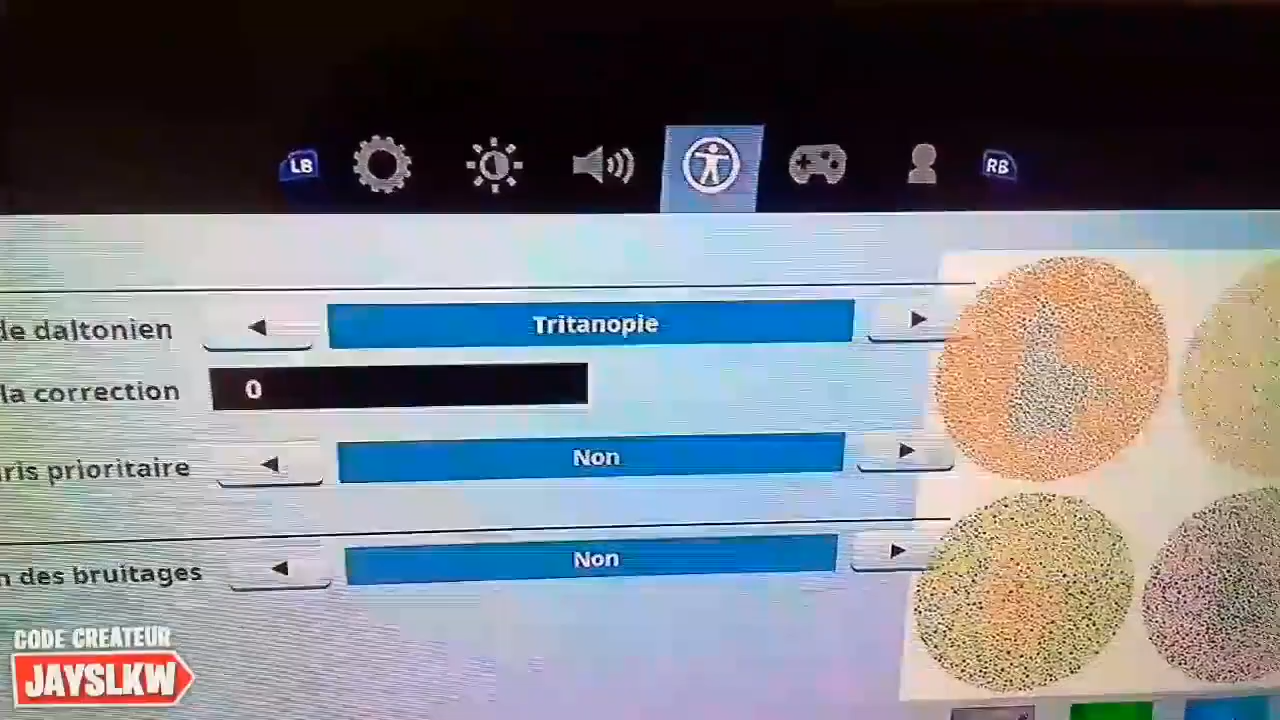 LB
RB
de daltonien
Tritanopie
la correction
0
ris prioritaire
Non
n des bruitages
Non
CODE CREATEUR
JAYSLKW